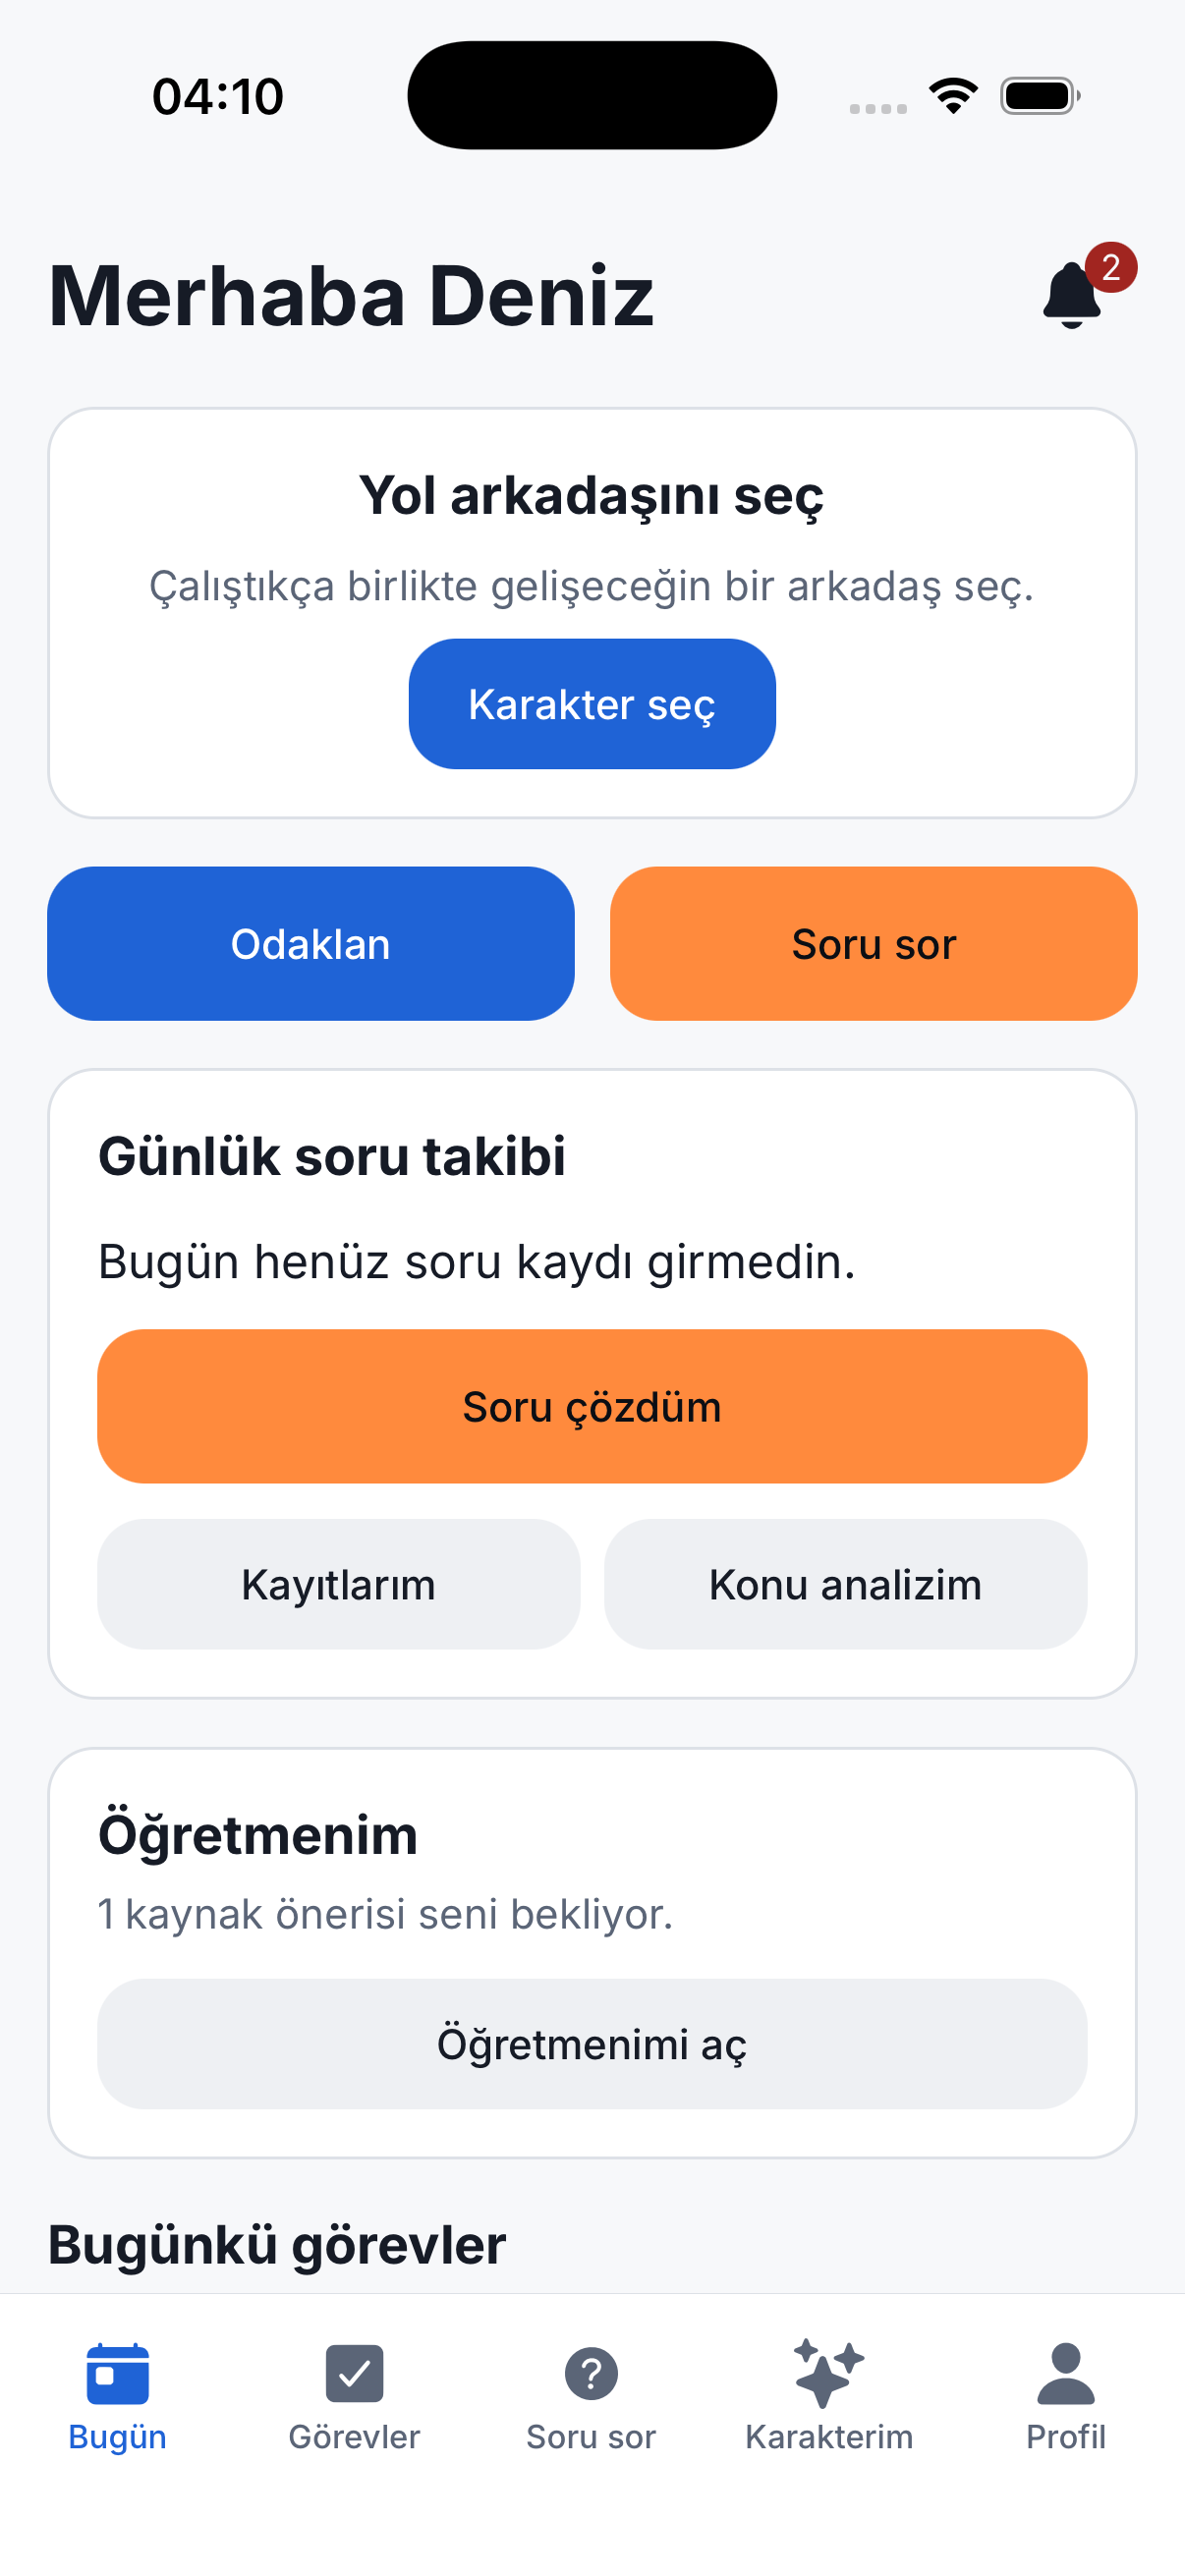 04:10
Merhaba Deniz
2
Yol arkadaşını seç
Çalıştıkça birlikte gelişeceğin bir arkadaş seç.
Karakter seç
Odaklan
Soru sor
Günlük soru takibi
Bugün henüz soru kaydı girmedin.
Soru çözdüm
Kayıtlarım
Konu analizim
Öğretmenim
1 kaynak önerisi seni bekliyor.
Öğretmenimi aç
Bugünkü görevler
Bugün
Görevler
Soru sor
Karakterim
Profil